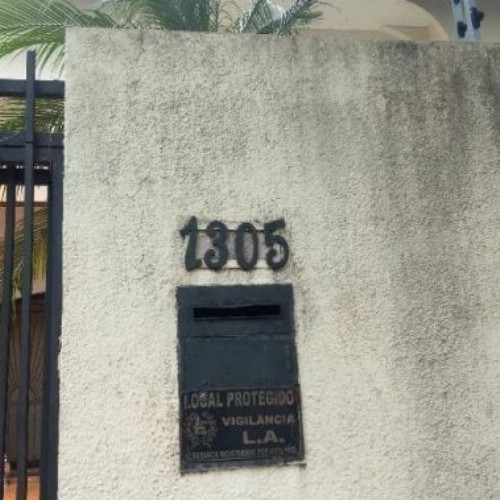 1305
LOCAL PROTEGIDO
VIGILANCIA
L.A.